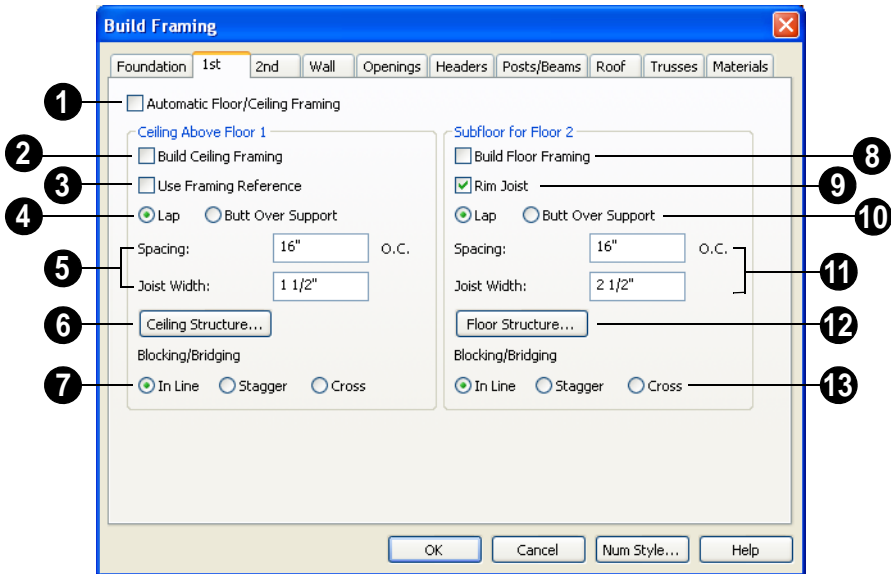 Build Framing
Foundation 1st 2nd Wall Openings Headers Posts/Beams Roof Trusses Materials
1 Automatic Floor/Ceiling Framing
Ceiling Above Floor 1
2 Build Ceiling Framing
3 Use Framing Reference
4 Lap Butt Over Support
5 Spacing: 16" O.C.
Joist Width: 1 1/2"
6 Ceiling Structure...
Blocking/Bridging
7 In Line Stagger Cross
Subfloor for Floor 2
Build Floor Framing 8
Rim Joist 9
Lap Butt Over Support 10
Spacing: 16" O.C. 11
Joist Width: 2 1/2"
Floor Structure... 12
Blocking/Bridging
In Line Stagger Cross 13
OK Cancel Num Style... Help